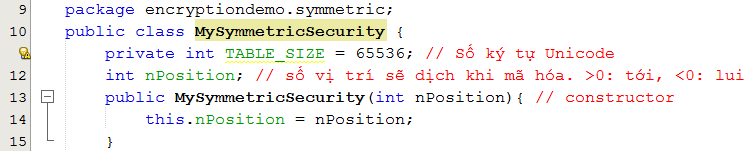 9 package encryptiondemo.symmetric;
10 public class MySymmetricSecurity {
private int TABLE_SIZE = 65536; // Số ký tự Unicode
12 int nPosition; // số vị trí sẽ dịch khi mã hóa. >0: tới, <0: lui
13 public MySymmetricSecurity(int nPosition){ // constructor
14 this.nPosition = nPosition;
15 }